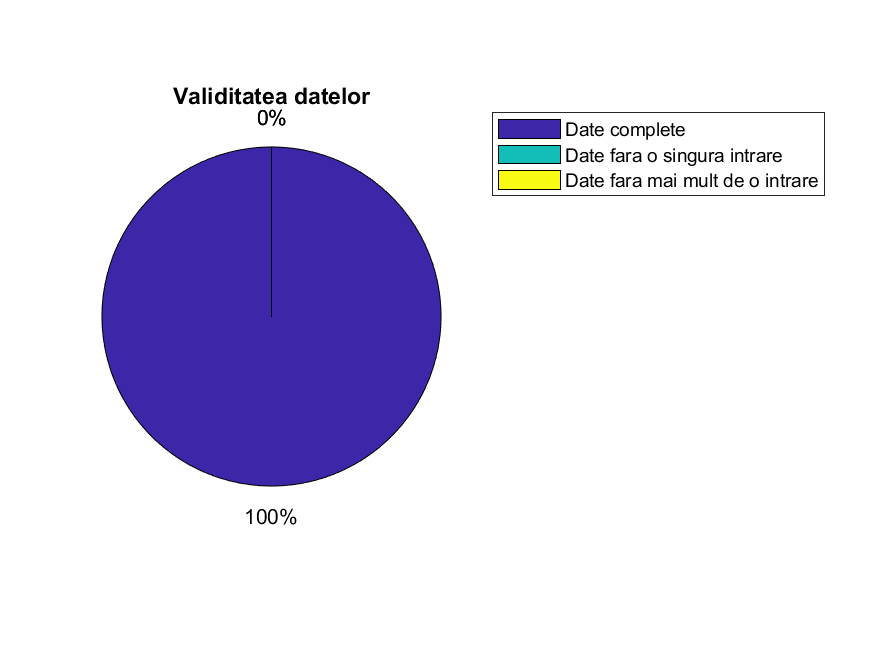 Validitatea datelor
0%
Date complete
Date fara o singura intrare
Date fara mai mult de o intrare
100%